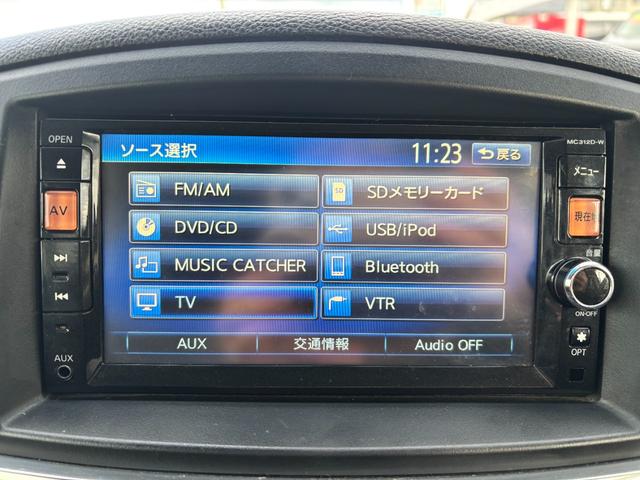 OPEN
MC312D-W
ソース選択
11:23
戻る
メニュー
AV
現在地
FM/AM
SDメモリーカード
DVD/CD
USB/iPod
音量
MUSIC CATCHER
Bluetooth
TV
VTR
ON·OFF
AUX
交通情報
Audio OFF
OPT
AUX